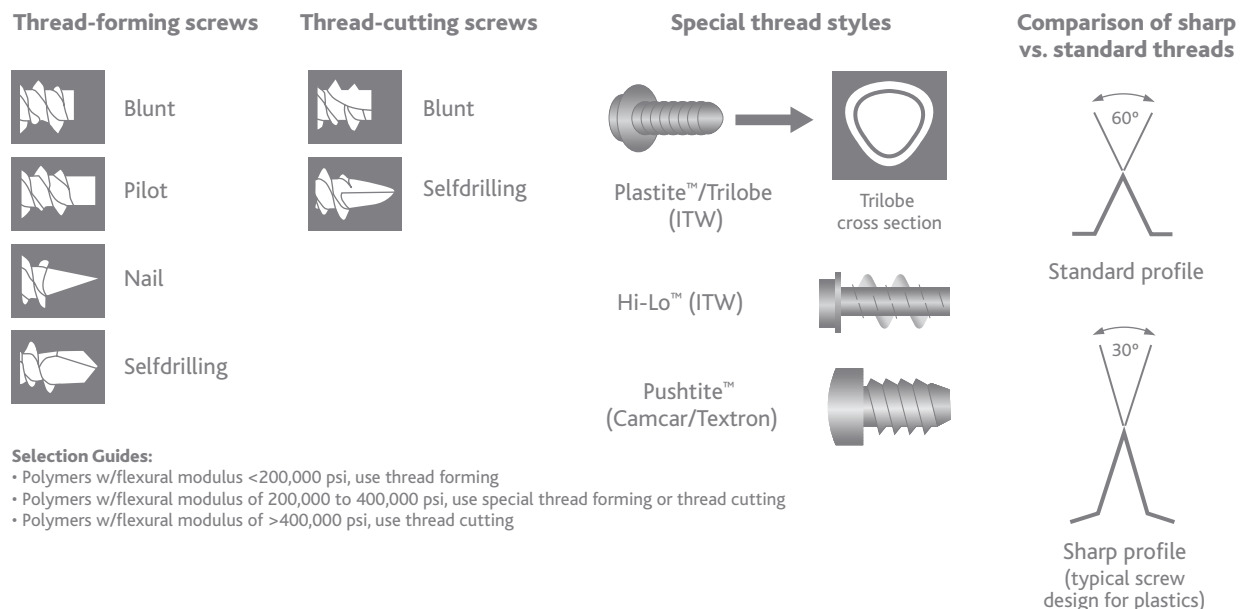 Thread-forming screws
Blunt
Pilot
Nail
Selfdrilling
Thread-cutting screws
Blunt
Selfdrilling
Special thread styles
Plastite™/Trilobe
(ITW)
Trilobe
cross section
Hi-Lo™ (ITW)
Pushtite™
(Camcar/Textron)
Comparison of sharp
vs. standard threads
60°
Standard profile
30°
Sharp profile
(typical screw
design for plastics)
Selection Guides:
• Polymers w/flexural modulus <200,000 psi, use thread forming
• Polymers w/flexural modulus of 200,000 to 400,000 psi, use special thread forming or thread cutting
• Polymers w/flexural modulus of >400,000 psi, use thread cutting